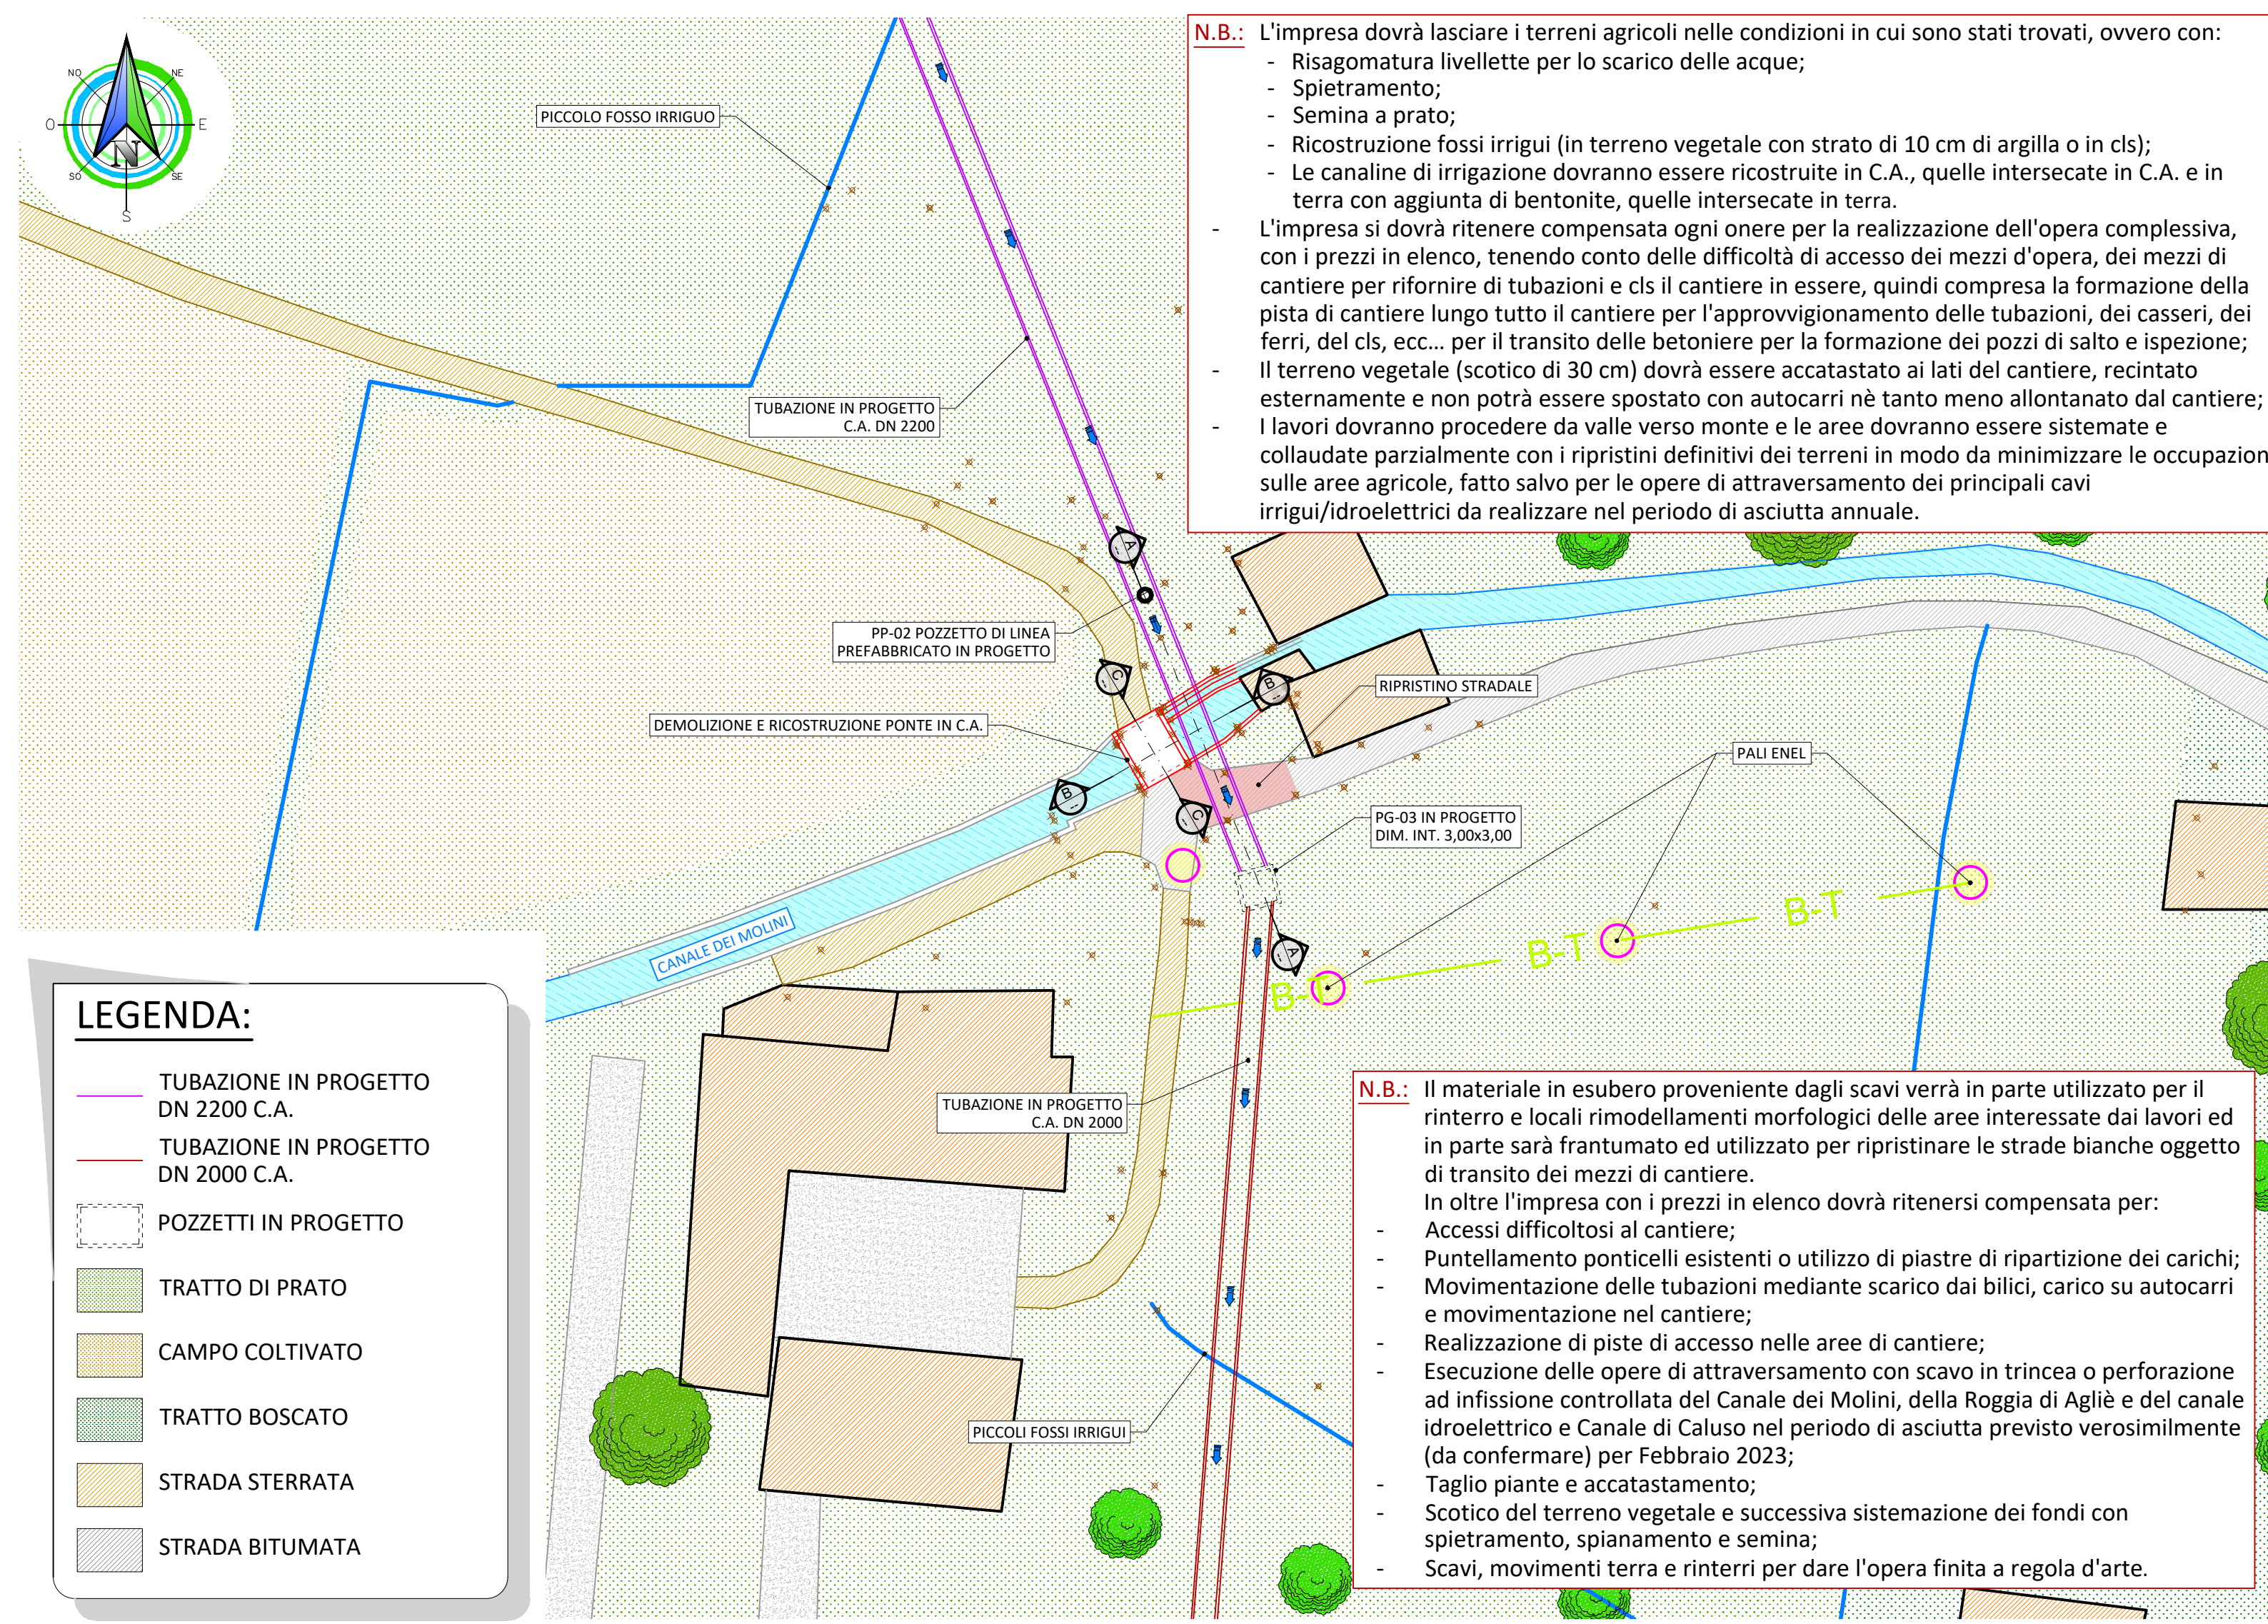 N.B.: L'impresa dovrà lasciare i terreni agricoli nelle condizioni in cui sono stati trovati, ovvero con:
- Risagomatura livellette per lo scarico delle acque;
- Spietramento;
- Semina a prato;
- Ricostruzione fossi irrigui (in terreno vegetale con strato di 10 cm di argilla o in cls);
- Le canaline di irrigazione dovranno essere ricostruite in C.A., quelle intersecate in C.A. e in
terra con aggiunta di bentonite, quelle intersecate in terra.
- L'impresa si dovrà ritenere compensata ogni onere per la realizzazione dell'opera complessiva,
con i prezzi in elenco, tenendo conto delle difficoltà di accesso dei mezzi d'opera, dei mezzi di
cantiere per rifornire di tubazioni e cls il cantiere in essere, quindi compresa la formazione della
pista di cantiere lungo tutto il cantiere per l'approvvigionamento delle tubazioni, dei casseri, dei
ferri, del cls, ecc... per il transito delle betoniere per la formazione dei pozzi di salto e ispezione;
- Il terreno vegetale (scotico di 30 cm) dovrà essere accatastato ai lati del cantiere, recintato
esternamente e non potrà essere spostato con autocarri nè tanto meno allontanato dal cantiere;
- I lavori dovranno procedere da valle verso monte e le aree dovranno essere sistemate e
collaudate parzialmente con i ripristini definitivi dei terreni in modo da minimizzare le occupazion
sulle aree agricole, fatto salvo per le opere di attraversamento dei principali cavi
irrigui/idroelettrici da realizzare nel periodo di asciutta annuale.
NO
NE
O
E
N
SO
SE
S
PICCOLO FOSSO IRRIGUO
TUBAZIONE IN PROGETTO
C.A. DN 2200
A
--
PP-02 POZZETTO DI LINEA
PREFABBRICATO IN PROGETTO
C
--
B
--
RIPRISTINO STRADALE
DEMOLIZIONE E RICOSTRUZIONE PONTE IN C.A.
PALI ENEL
B
--
C
--
PG-03 IN PROGETTO
DIM. INT. 3,00x3,00
CANALE DEI MOLINI
A
--
B-T
B-T
B-T
TUBAZIONE IN PROGETTO
C.A. DN 2000
PICCOLI FOSSI IRRIGUI
LEGENDA:
TUBAZIONE IN PROGETTO
DN 2200 C.A.
TUBAZIONE IN PROGETTO
DN 2000 C.A.
POZZETTI IN PROGETTO
TRATTO DI PRATO
CAMPO COLTIVATO
TRATTO BOSCATO
STRADA STERRATA
STRADA BITUMATA
N.B.: Il materiale in esubero proveniente dagli scavi verrà in parte utilizzato per il
rinterro e locali rimodellamenti morfologici delle aree interessate dai lavori ed
in parte sarà frantumato ed utilizzato per ripristinare le strade bianche oggetto
di transito dei mezzi di cantiere.
In oltre l'impresa con i prezzi in elenco dovrà ritenersi compensata per:
- Accessi difficoltosi al cantiere;
- Puntellamento ponticelli esistenti o utilizzo di piastre di ripartizione dei carichi;
- Movimentazione delle tubazioni mediante scarico dai bilici, carico su autocarri
e movimentazione nel cantiere;
- Realizzazione di piste di accesso nelle aree di cantiere;
- Esecuzione delle opere di attraversamento con scavo in trincea o perforazione
ad infissione controllata del Canale dei Molini, della Roggia di Agliè e del canale
idroelettrico e Canale di Caluso nel periodo di asciutta previsto verosimilmente
(da confermare) per Febbraio 2023;
- Taglio piante e accatastamento;
- Scotico del terreno vegetale e successiva sistemazione dei fondi con
spietramento, spianamento e semina;
- Scavi, movimenti terra e rinterri per dare l'opera finita a regola d'arte.